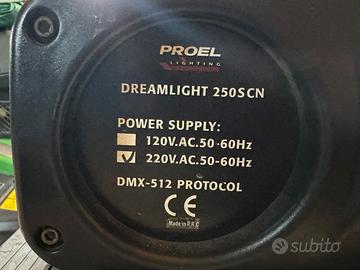 PROEL
LIGHTING
DREAMLIGHT 250SCN
POWER SUPPLY:
120V.AC.50-60Hz
220V.AC.50-60Hz
DMX-512 PROTOCOL
CE
Made in P.R.C
subito